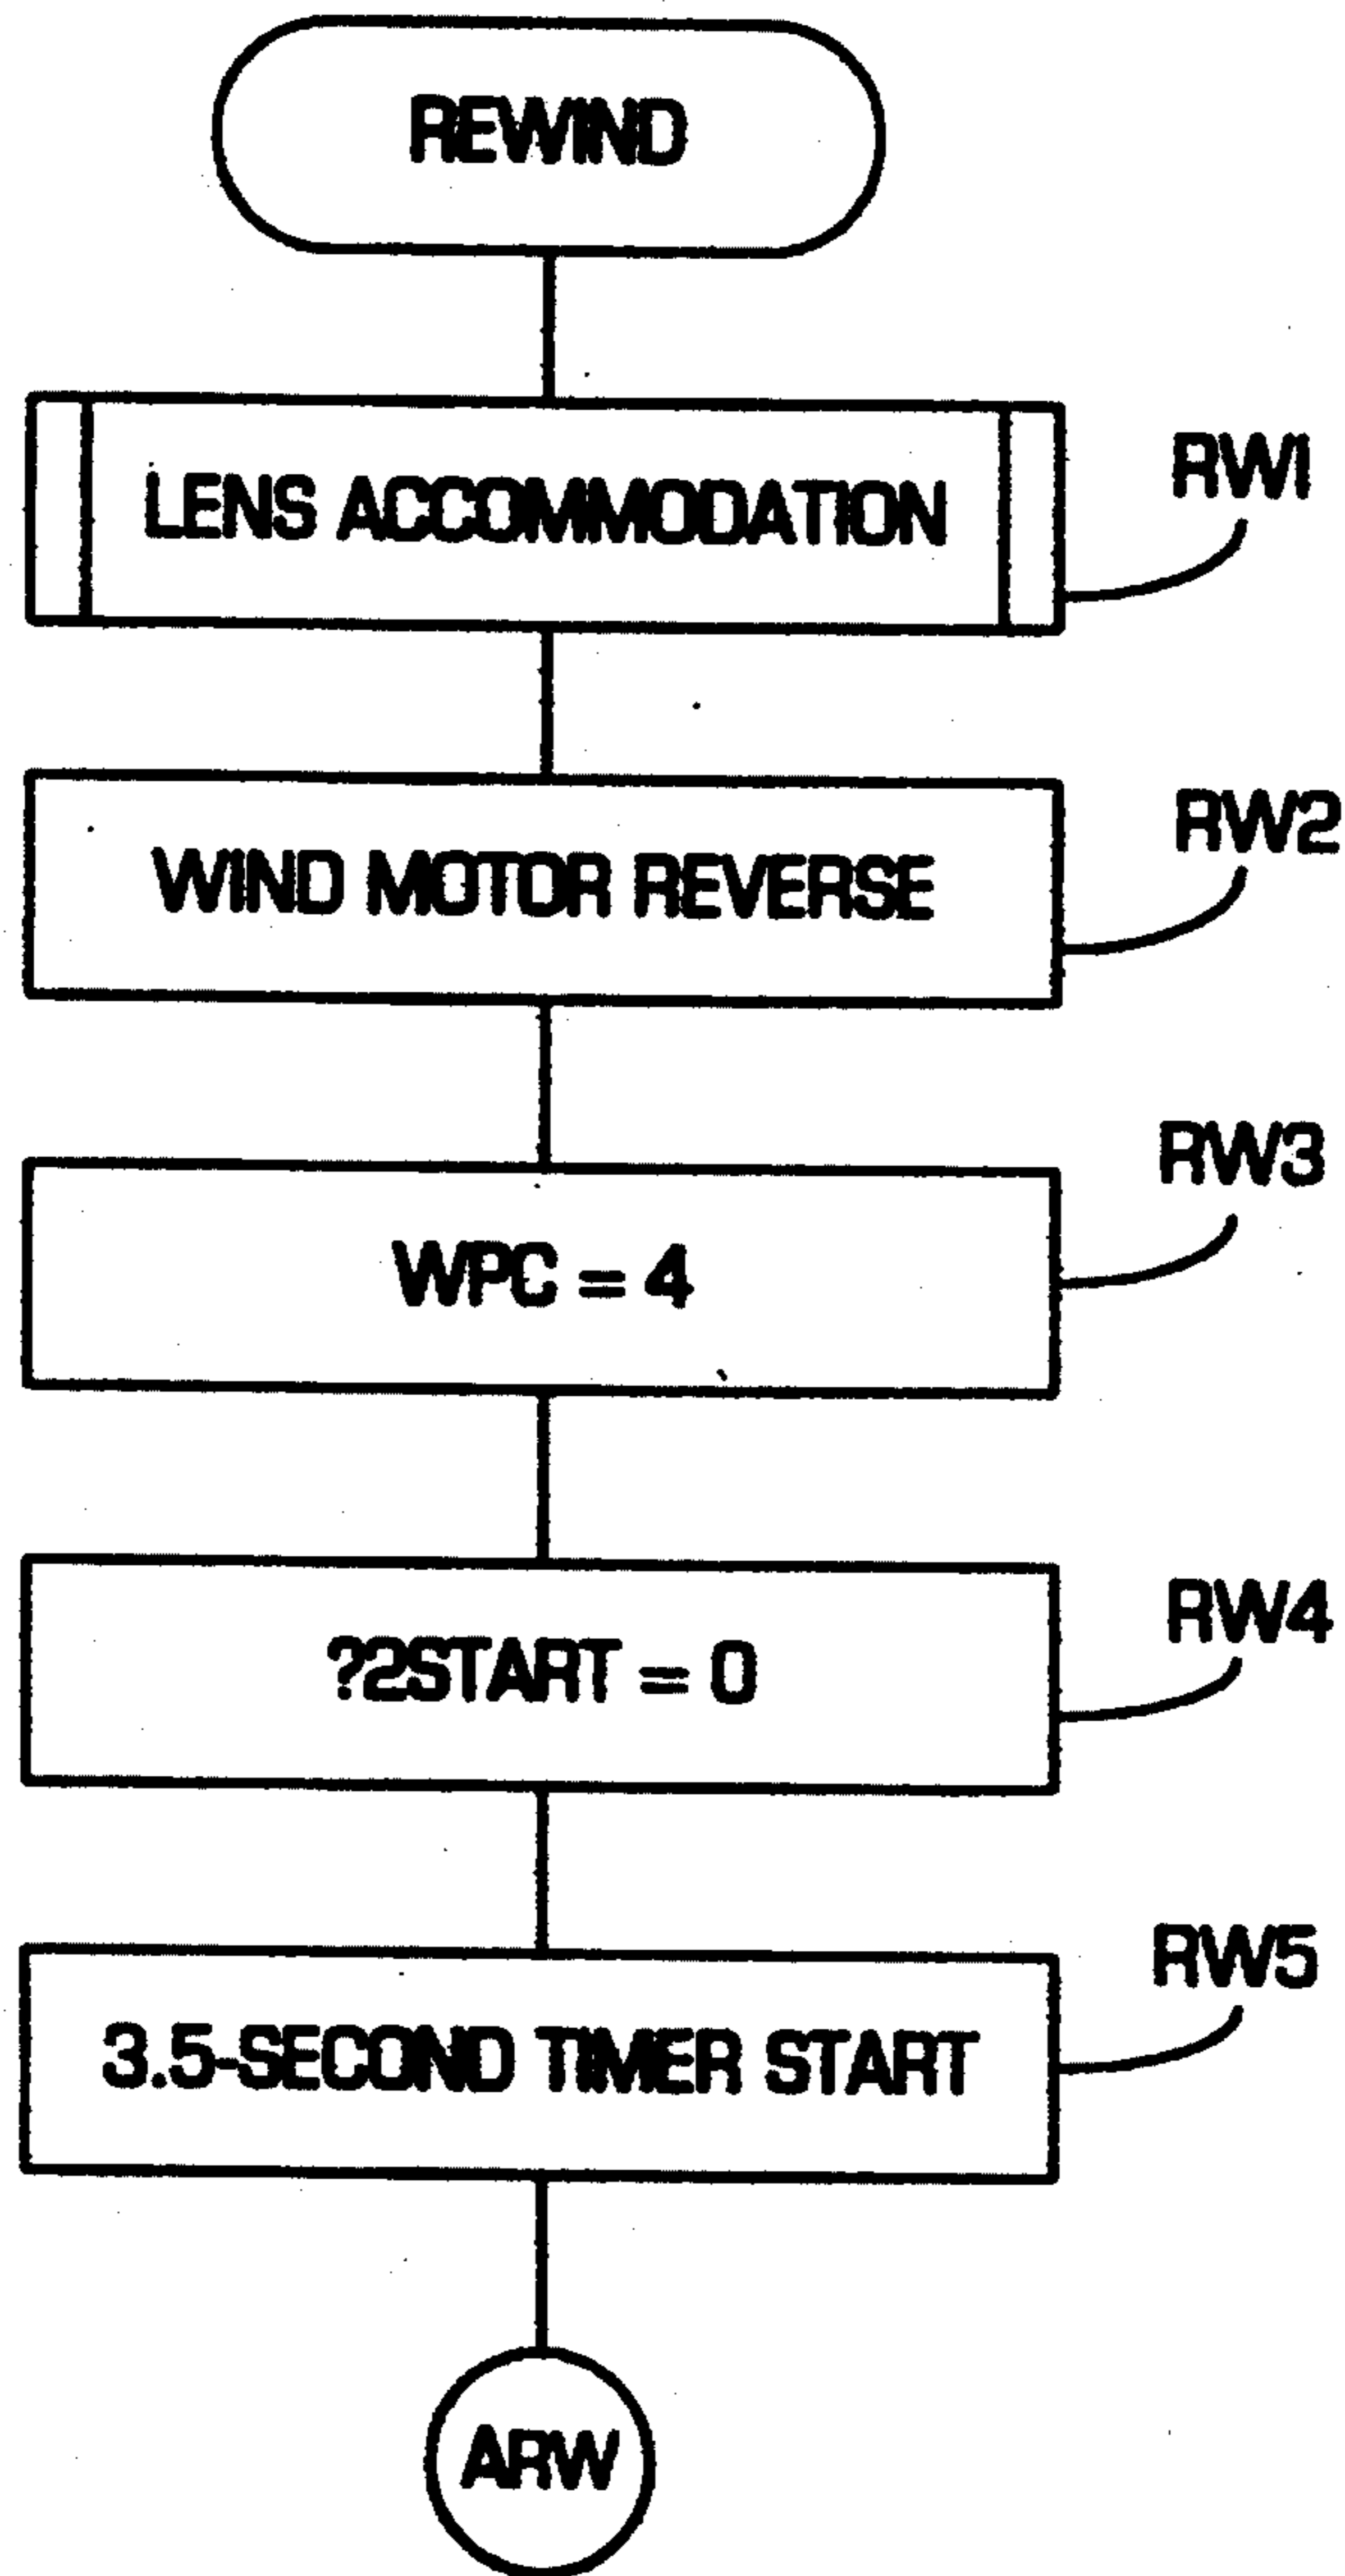 REWIND
LENS ACCOMMODATION
RW1
WIND MOTOR REVERSE
RW2
WPC = 4
RW3
?2START = 0
RW4
3.5-SECOND TIMER START
RW5
ARW